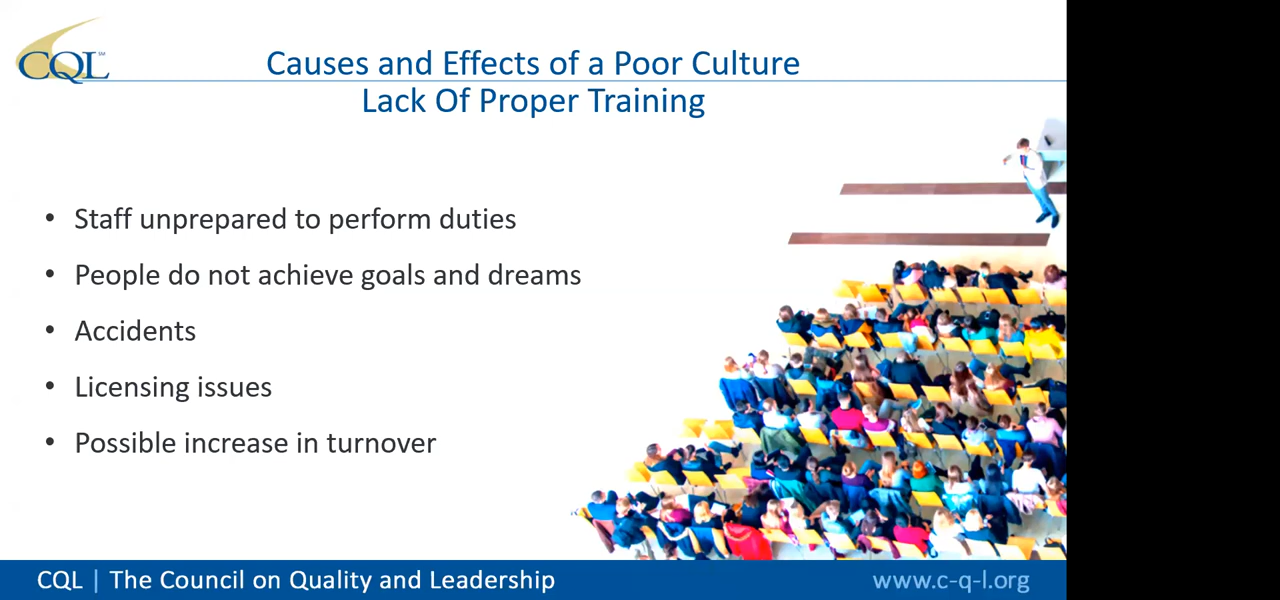 CQL℠
Causes and Effects of a Poor Culture
Lack Of Proper Training
• Staff unprepared to perform duties
• People do not achieve goals and dreams
• Accidents
• Licensing issues
• Possible increase in turnover
CQL | The Council on Quality and Leadership
www.c-q-l.org